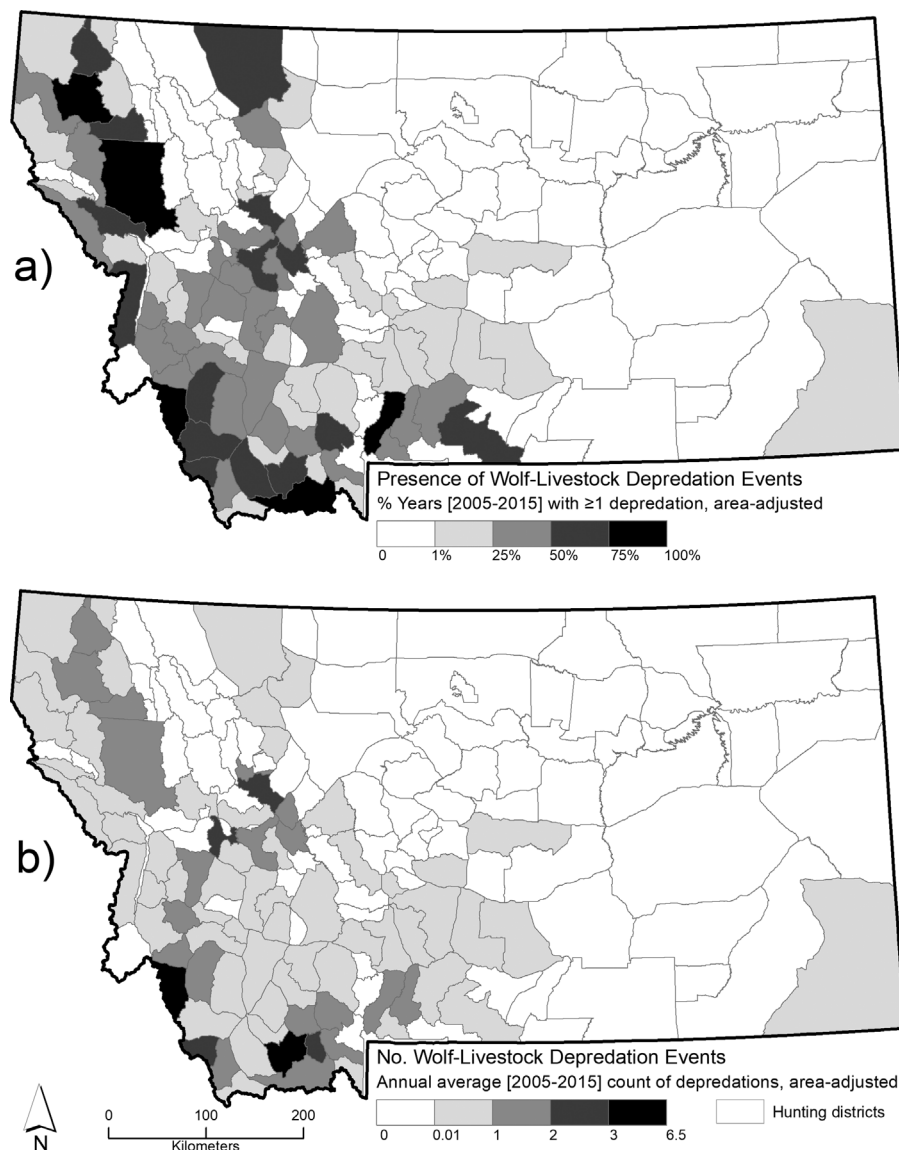 a)
Presence of Wolf-Livestock Depredation Events
% Years [2005-2015] with ≥1 depredation, area-adjusted
0 1% 25% 50% 75% 100%
b)
No. Wolf-Livestock Depredation Events
Annual average [2005-2015] count of depredations, area-adjusted
0 0.01 1 2 3 6.5
Hunting districts
0 100 200
Kilometers
N